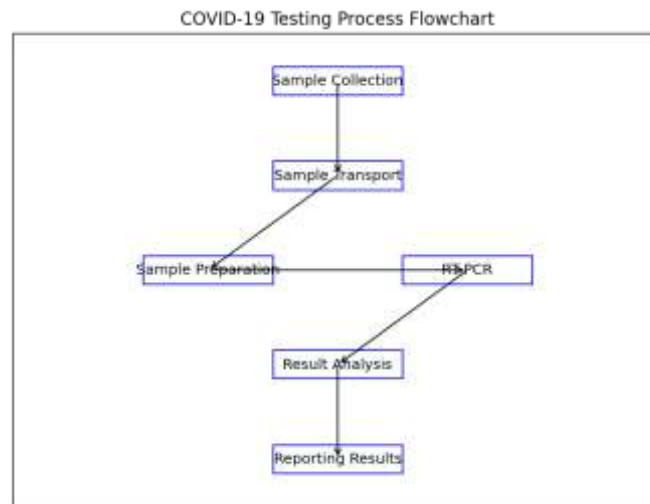 COVID-19 Testing Process Flowchart
Sample Collection
Sample Transport
Sample Preparation
RT-PCR
Result Analysis
Reporting Results